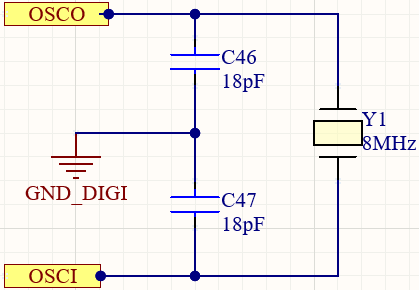 OSCO
C46
18pF
Y1
8MHz
GND_DIGI
C47
18pF
OSCI